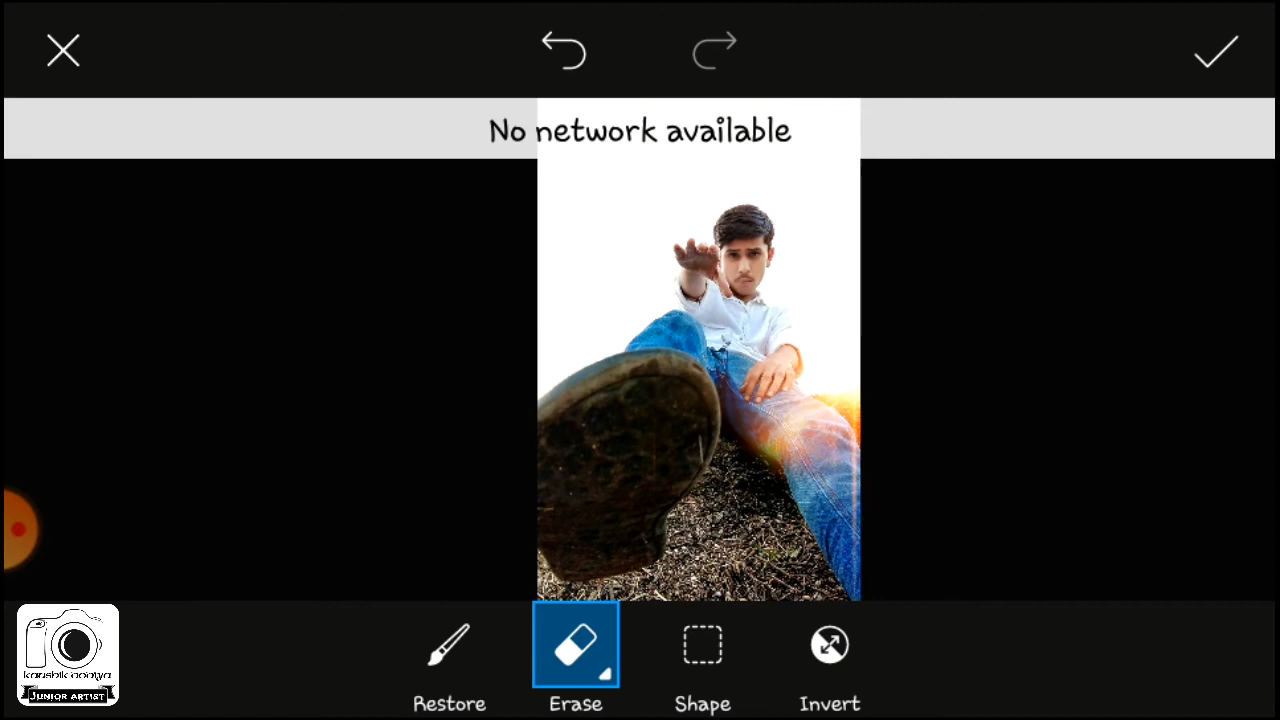 No network available
JUNIOR ARTIST
Restore
Erase
Shape
Invert